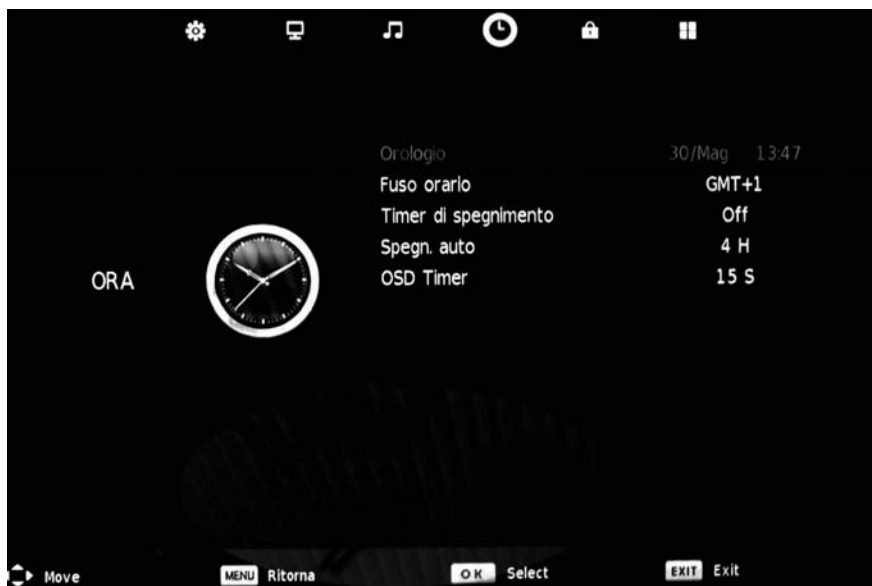 Orologio 30/Mag 13:47
Fuso orario GMT+1
Timer di spegnimento Off
Spegn. auto 4 H
ORA
OSD Timer 15 S
Move MENU Ritorna OK Select EXIT Exit